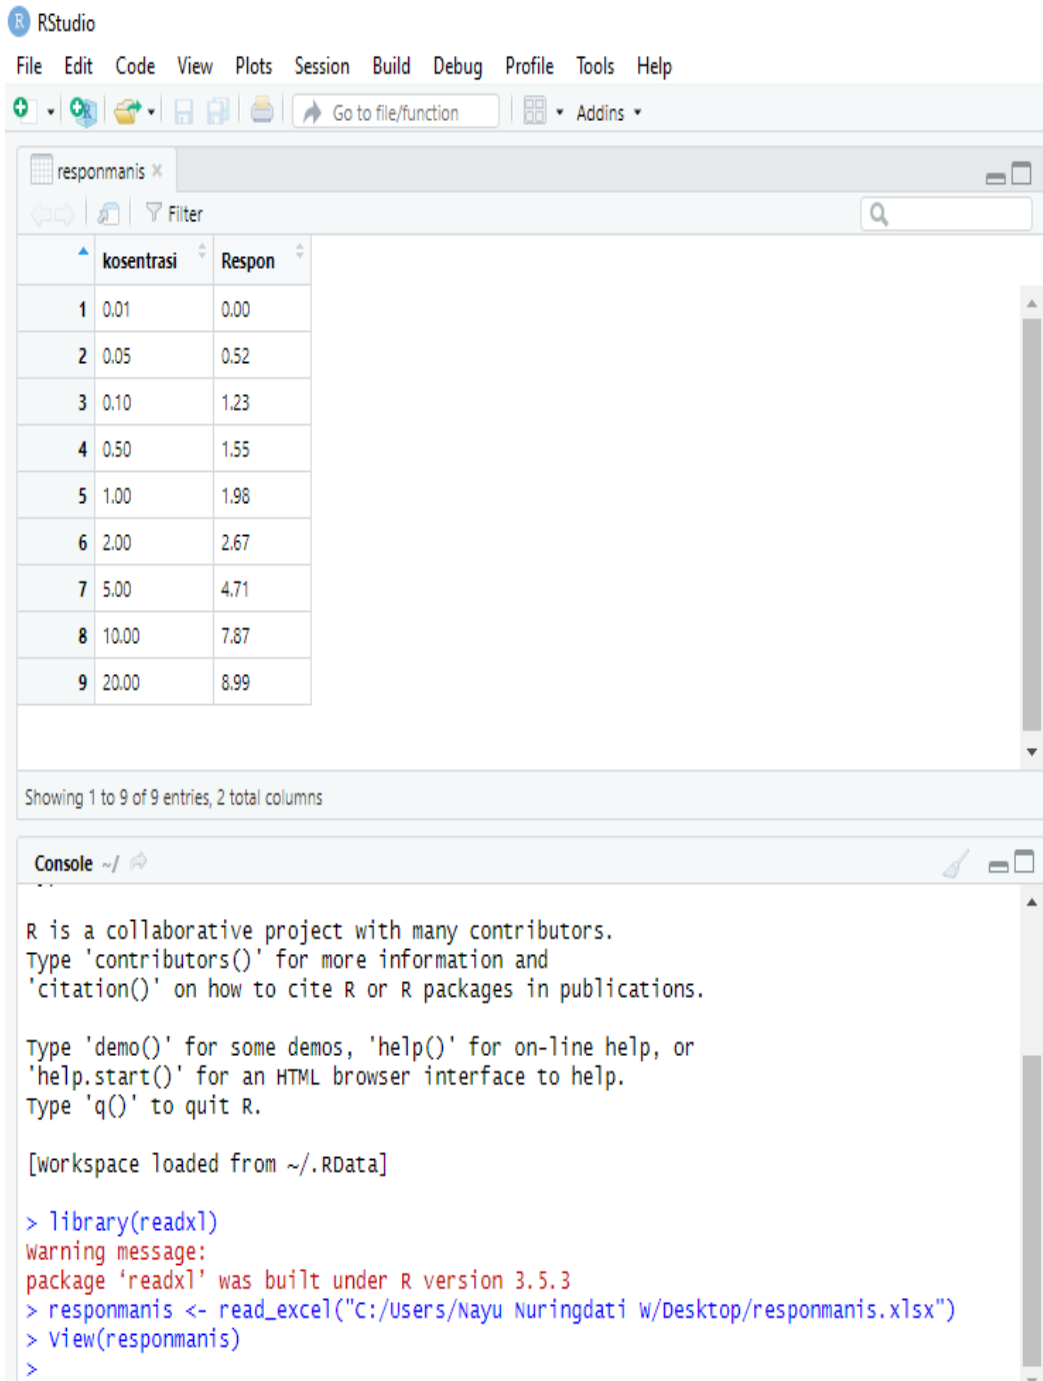 RStudio
File Edit Code View Plots Session Build Debug Profile Tools Help
Go to file/function Addins
responmanis
Filter
kosentrasi Respon
1 0.01 0.00
2 0.05 0.52
3 0.10 1.23
4 0.50 1.55
5 1.00 1.98
6 2.00 2.67
7 5.00 4.71
8 10.00 7.87
9 20.00 8.99
Showing 1 to 9 of 9 entries, 2 total columns
Console ~/
R is a collaborative project with many contributors.
Type 'contributors()' for more information and
'citation()' on how to cite R or R packages in publications.
Type 'demo()' for some demos, 'help()' for on-line help, or
'help.start()' for an HTML browser interface to help.
Type 'q()' to quit R.
[Workspace loaded from ~/.RData]
> library(readxl)
Warning message:
package ‘readxl’ was built under R version 3.5.3
> responmanis <- read_excel("C:/Users/Nayu Nuringdati W/Desktop/responmanis.xlsx")
> View(responmanis)
>